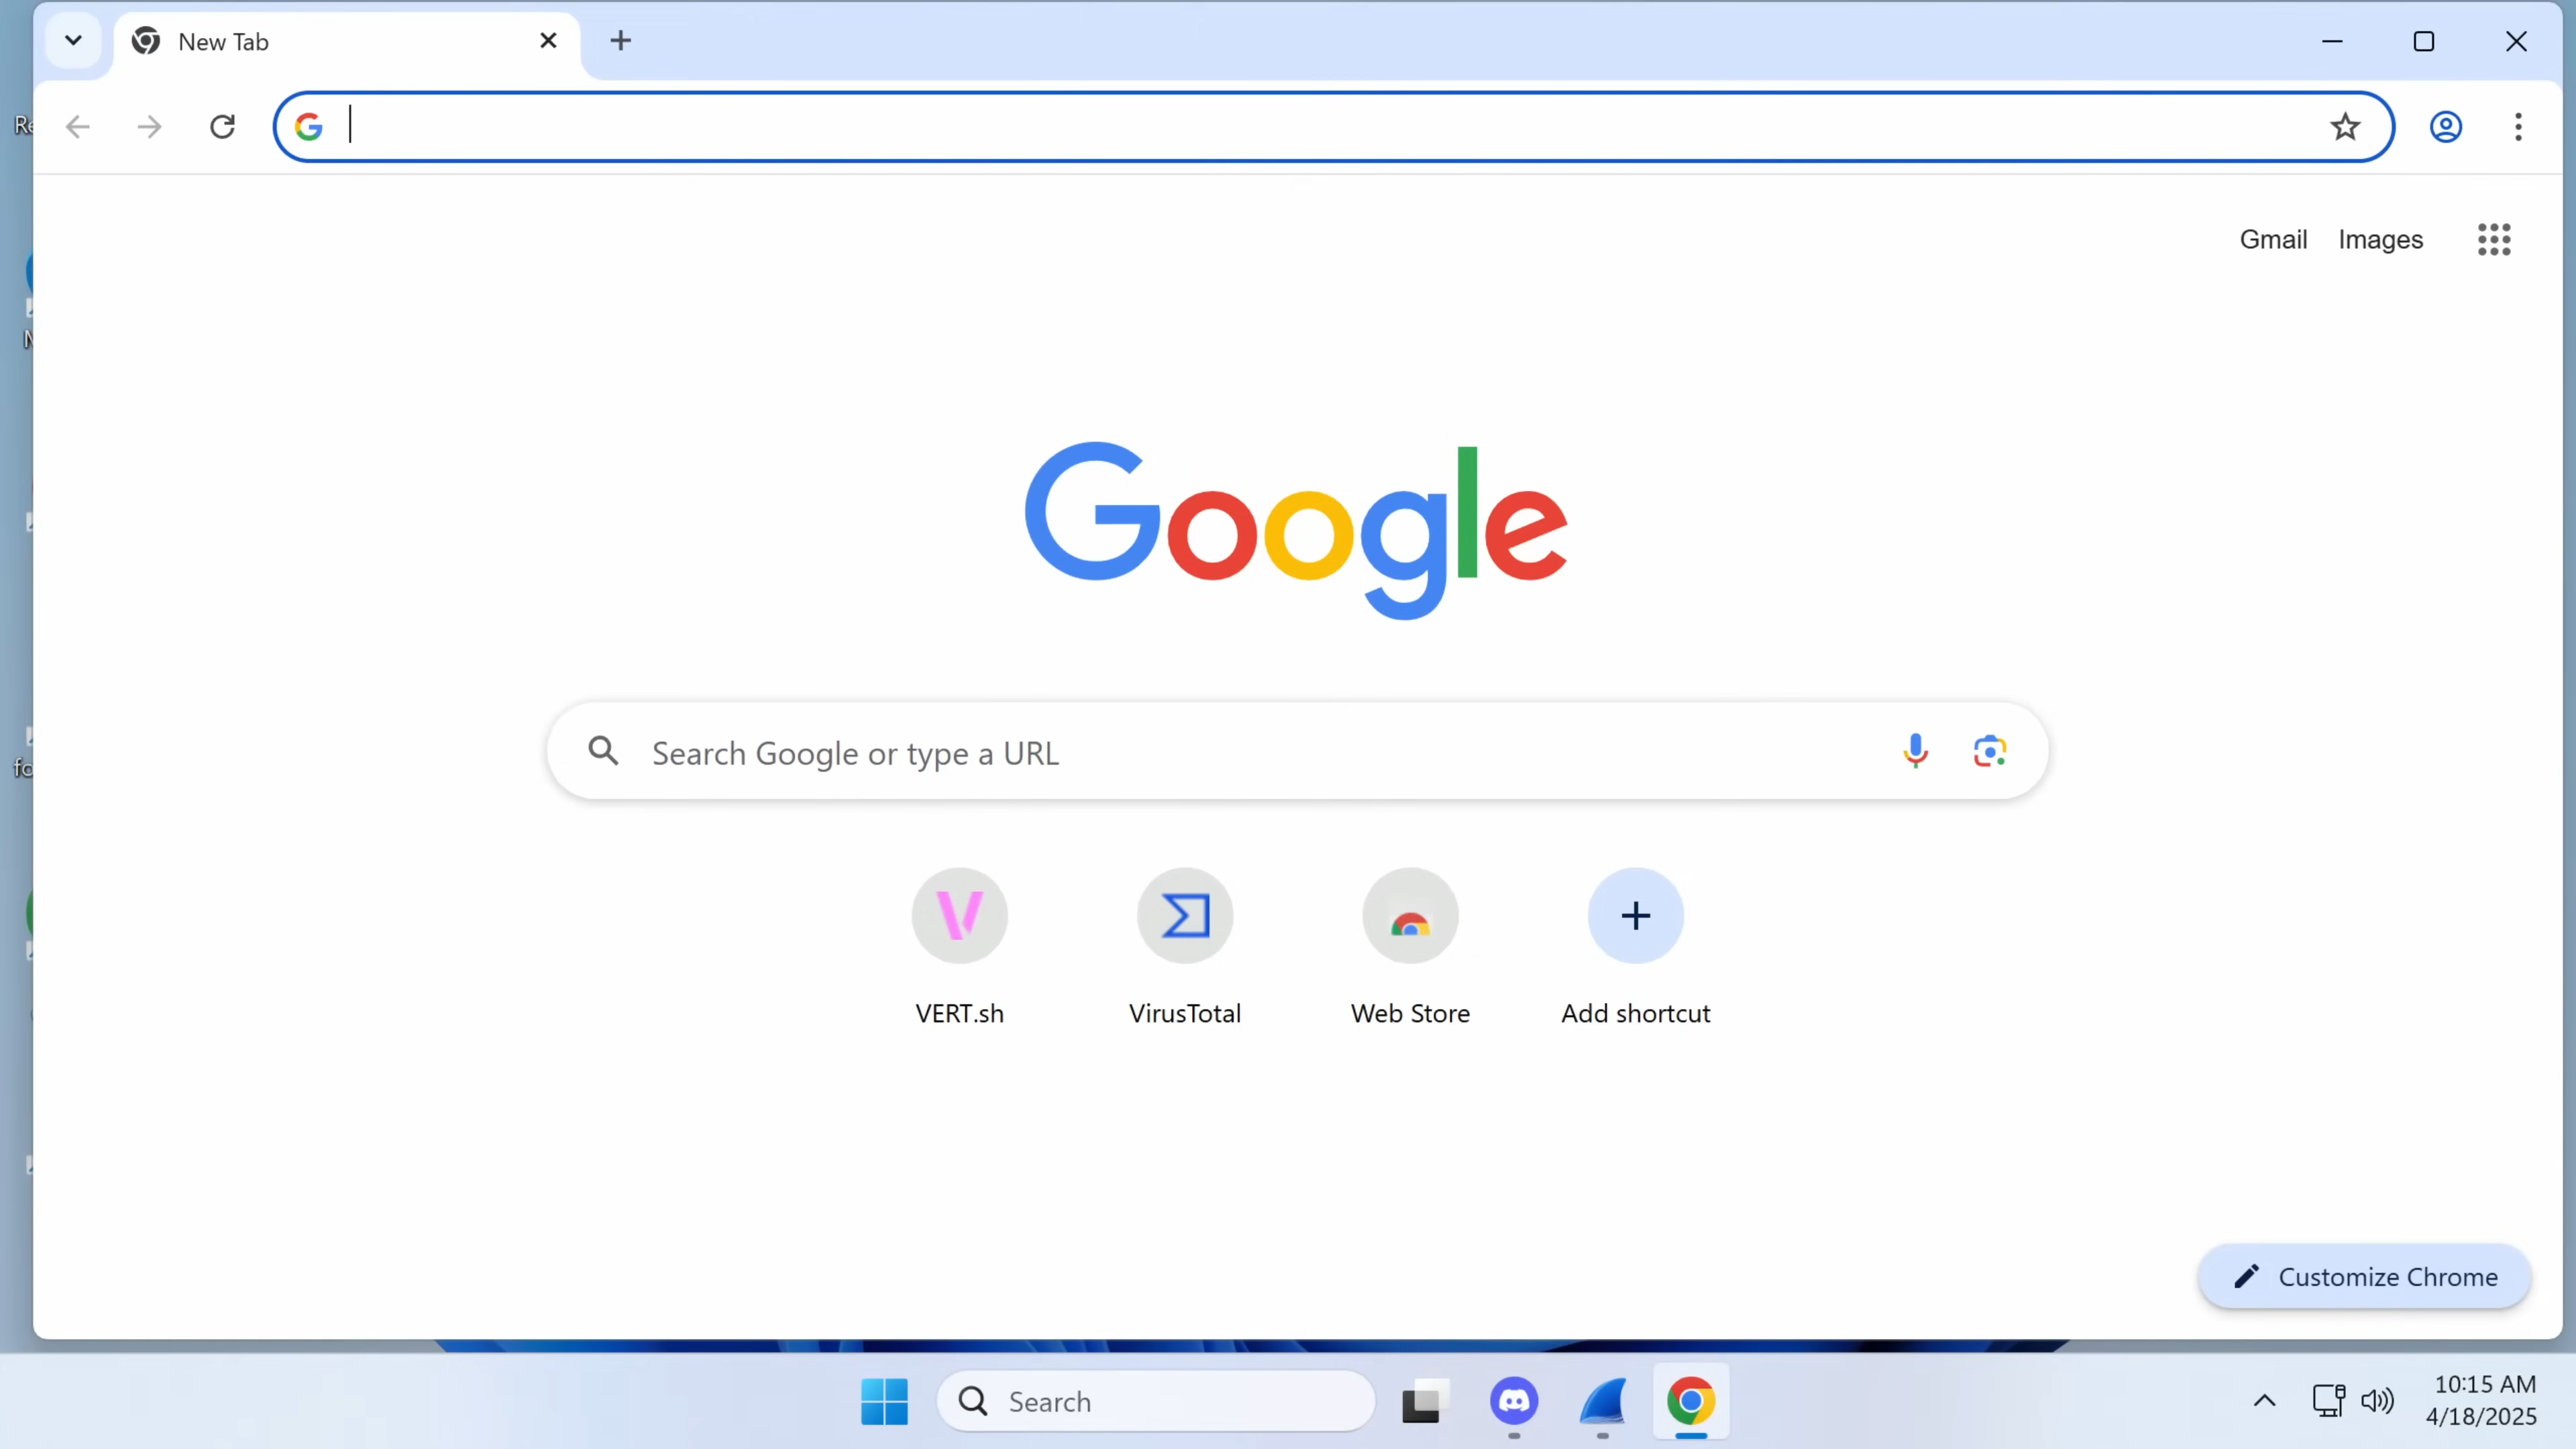 New Tab
Gmail Images
Google
Search Google or type a URL
VERT.sh VirusTotal Web Store Add shortcut
Customize Chrome
Search
10:15 AM
4/18/2025